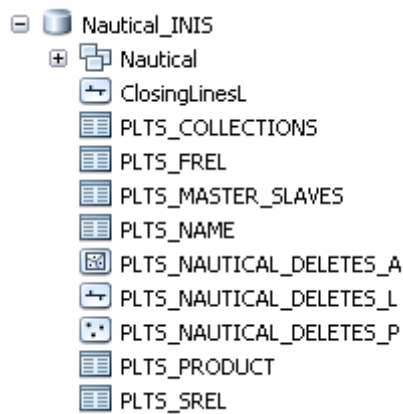 Nautical_INIS
Nautical
ClosingLinesL
PLTS_COLLECTIONS
PLTS_FREL
PLTS_MASTER_SLAVES
PLTS_NAME
PLTS_NAUTICAL_DELETES_A
PLTS_NAUTICAL_DELETES_L
PLTS_NAUTICAL_DELETES_P
PLTS_PRODUCT
PLTS_SREL